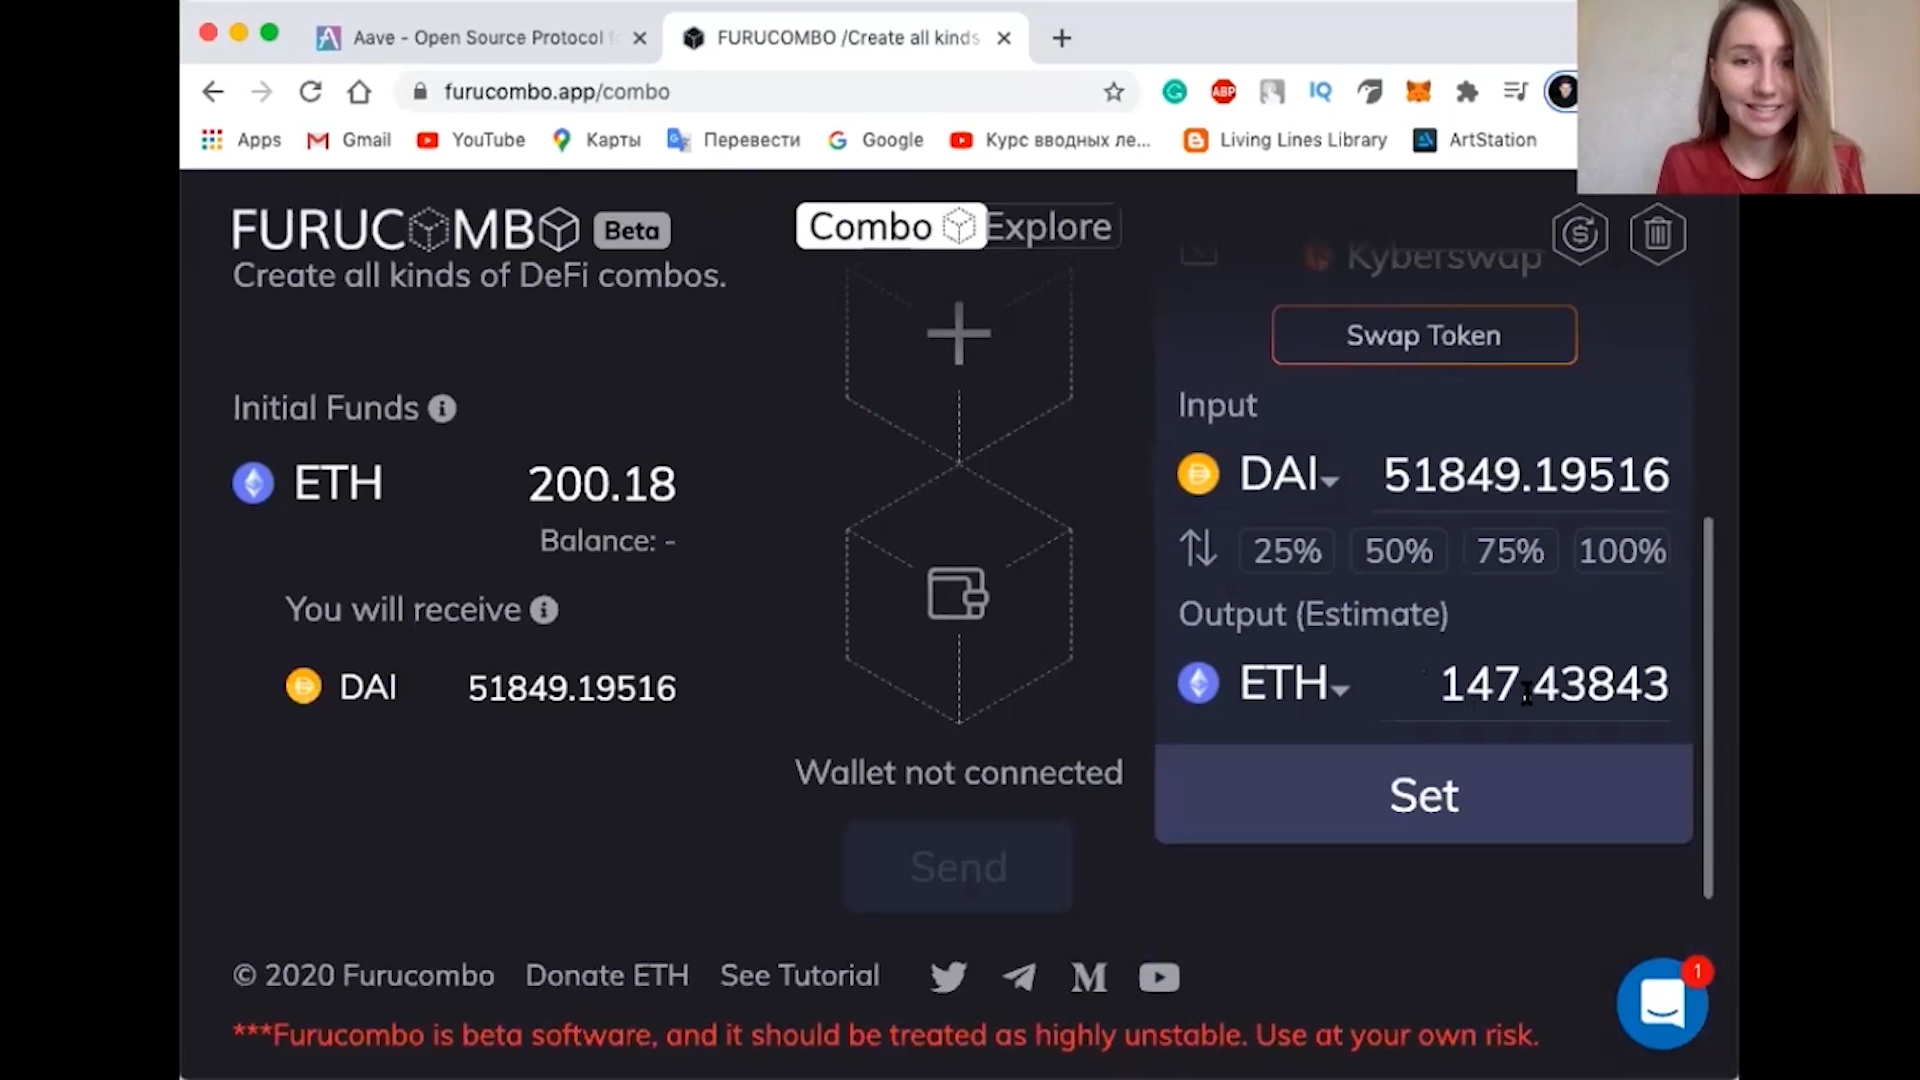 Aave - Open Source Protocol f
FURUCOMBO /Create all kinds
furucombo.app/combo
ABP
IQ
Apps
Gmail
YouTube
Карты
Перевести
Google
Курс вводных ле...
Living Lines Library
ArtStation
FURUCOMBO Beta
Create all kinds of DeFi combos.
Combo
Explore
Initial Funds
ETH 200.18
Balance: -
You will receive
DAI 51849.19516
Wallet not connected
Send
Kyberswap
Swap Token
Input
DAI 51849.19516
25% 50% 75% 100%
Output (Estimate)
ETH 147.43843
Set
© 2020 Furucombo Donate ETH See Tutorial
1
***Furucombo is beta software, and it should be treated as highly unstable. Use at your own risk.